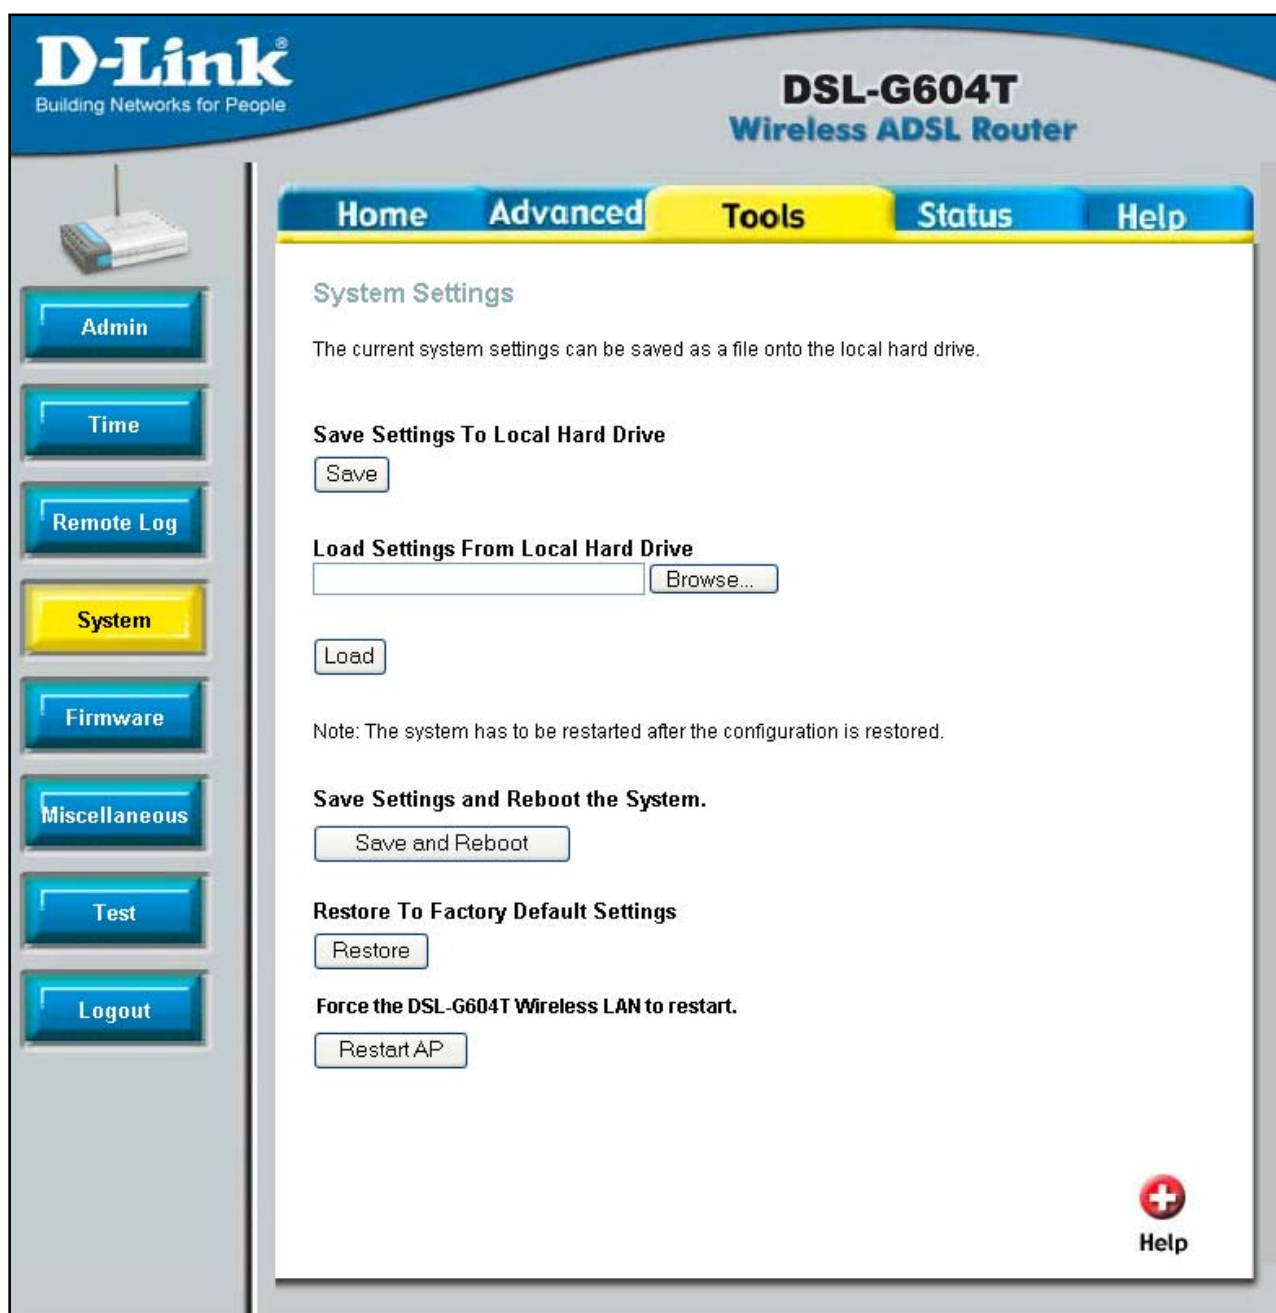 D-Link®
Building Networks for People
DSL-G604T
Wireless ADSL Router
Home Advanced Tools Status Help
Admin
Time
Remote Log
System
Firmware
Miscellaneous
Test
Logout
System Settings
The current system settings can be saved as a file onto the local hard drive.
Save Settings To Local Hard Drive
Save
Load Settings From Local Hard Drive
Browse...
Load
Note: The system has to be restarted after the configuration is restored.
Save Settings and Reboot the System.
Save and Reboot
Restore To Factory Default Settings
Restore
Force the DSL-G604T Wireless LAN to restart.
Restart AP
Help